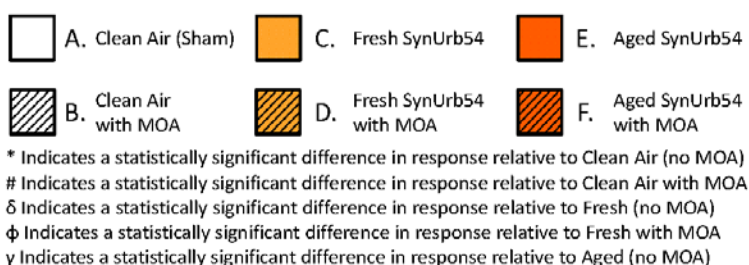 A. Clean Air (Sham) C. Fresh SynUrb54 E. Aged SynUrb54
B. Clean Air with MOA D. Fresh SynUrb54 with MOA F. Aged SynUrb54 with MOA
* Indicates a statistically significant difference in response relative to Clean Air (no MOA)
# Indicates a statistically significant difference in response relative to Clean Air with MOA
δ Indicates a statistically significant difference in response relative to Fresh (no MOA)
ϕ Indicates a statistically significant difference in response relative to Fresh with MOA
γ Indicates a statistically significant difference in response relative to Aged (no MOA)